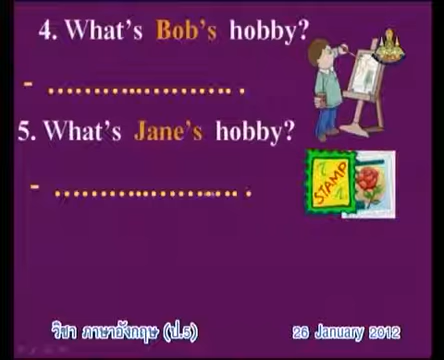 4. What's Bob's hobby?
- ........................ .
5. What's Jane's hobby?
STAMP
- ........................ .
วิชา ภาษาอังกฤษ (ป.5)
26 January 2012